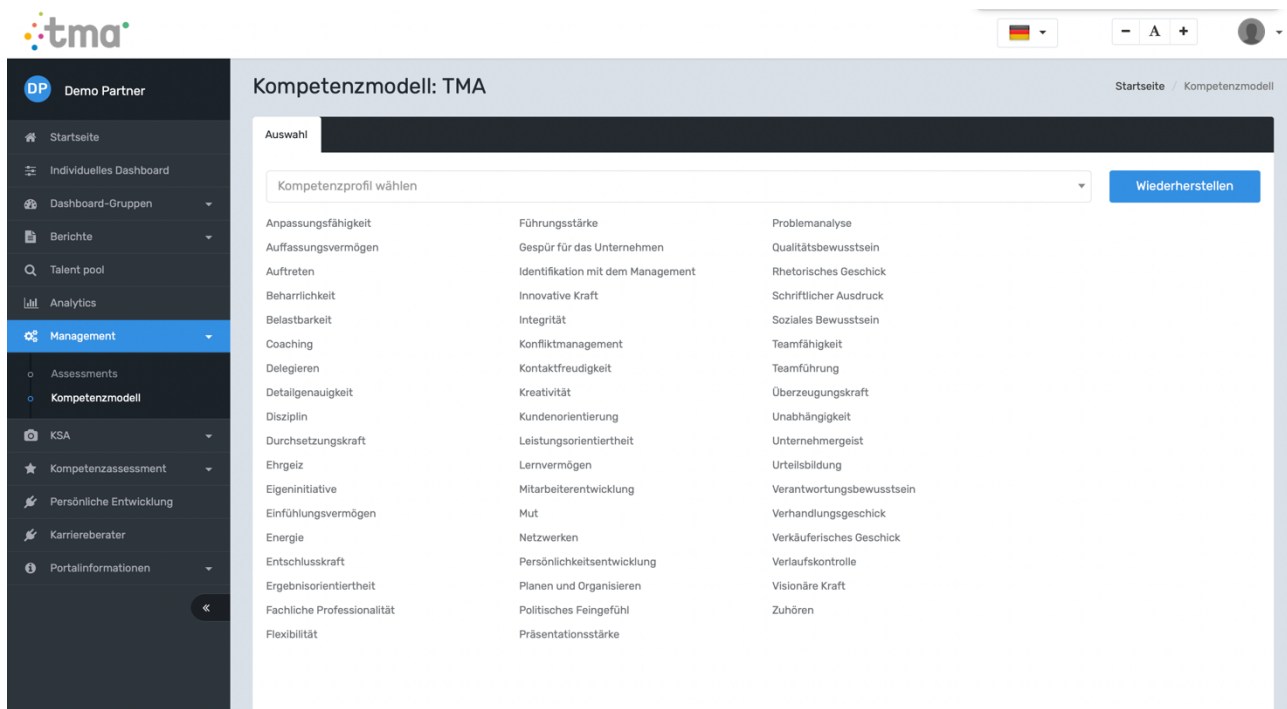 tma
- A +
DP Demo Partner
Startseite
Individuelles Dashboard
Dashboard-Gruppen
Berichte
Talent pool
Analytics
Management
Assessments
Kompetenzmodell
KSA
Kompetenzassessment
Persönliche Entwicklung
Karriereberater
Portalinformationen
«
Kompetenzmodell: TMA
Startseite / Kompetenzmodell
Auswahl
Kompetenzprofil wählen
Wiederherstellen
Anpassungsfähigkeit
Auffassungsvermögen
Auftreten
Beharrlichkeit
Belastbarkeit
Coaching
Delegieren
Detailgenauigkeit
Disziplin
Durchsetzungskraft
Ehrgeiz
Eigeninitiative
Einfühlungsvermögen
Energie
Entschlusskraft
Ergebnisorientiertheit
Fachliche Professionalität
Flexibilität
Führungsstärke
Gespür für das Unternehmen
Identifikation mit dem Management
Innovative Kraft
Integrität
Konfliktmanagement
Kontaktfreudigkeit
Kreativität
Kundenorientierung
Leistungsorientiertheit
Lernvermögen
Mitarbeiterentwicklung
Mut
Netzwerken
Persönlichkeitsentwicklung
Planen und Organisieren
Politisches Feingefühl
Präsentationsstärke
Problemanalyse
Qualitätsbewusstsein
Rhetorisches Geschick
Schriftlicher Ausdruck
Soziales Bewusstsein
Teamfähigkeit
Teamführung
Überzeugungskraft
Unabhängigkeit
Unternehmergeist
Urteilsbildung
Verantwortungsbewusstsein
Verhandlungsgeschick
Verkäuferisches Geschick
Verlaufskontrolle
Visionäre Kraft
Zuhören